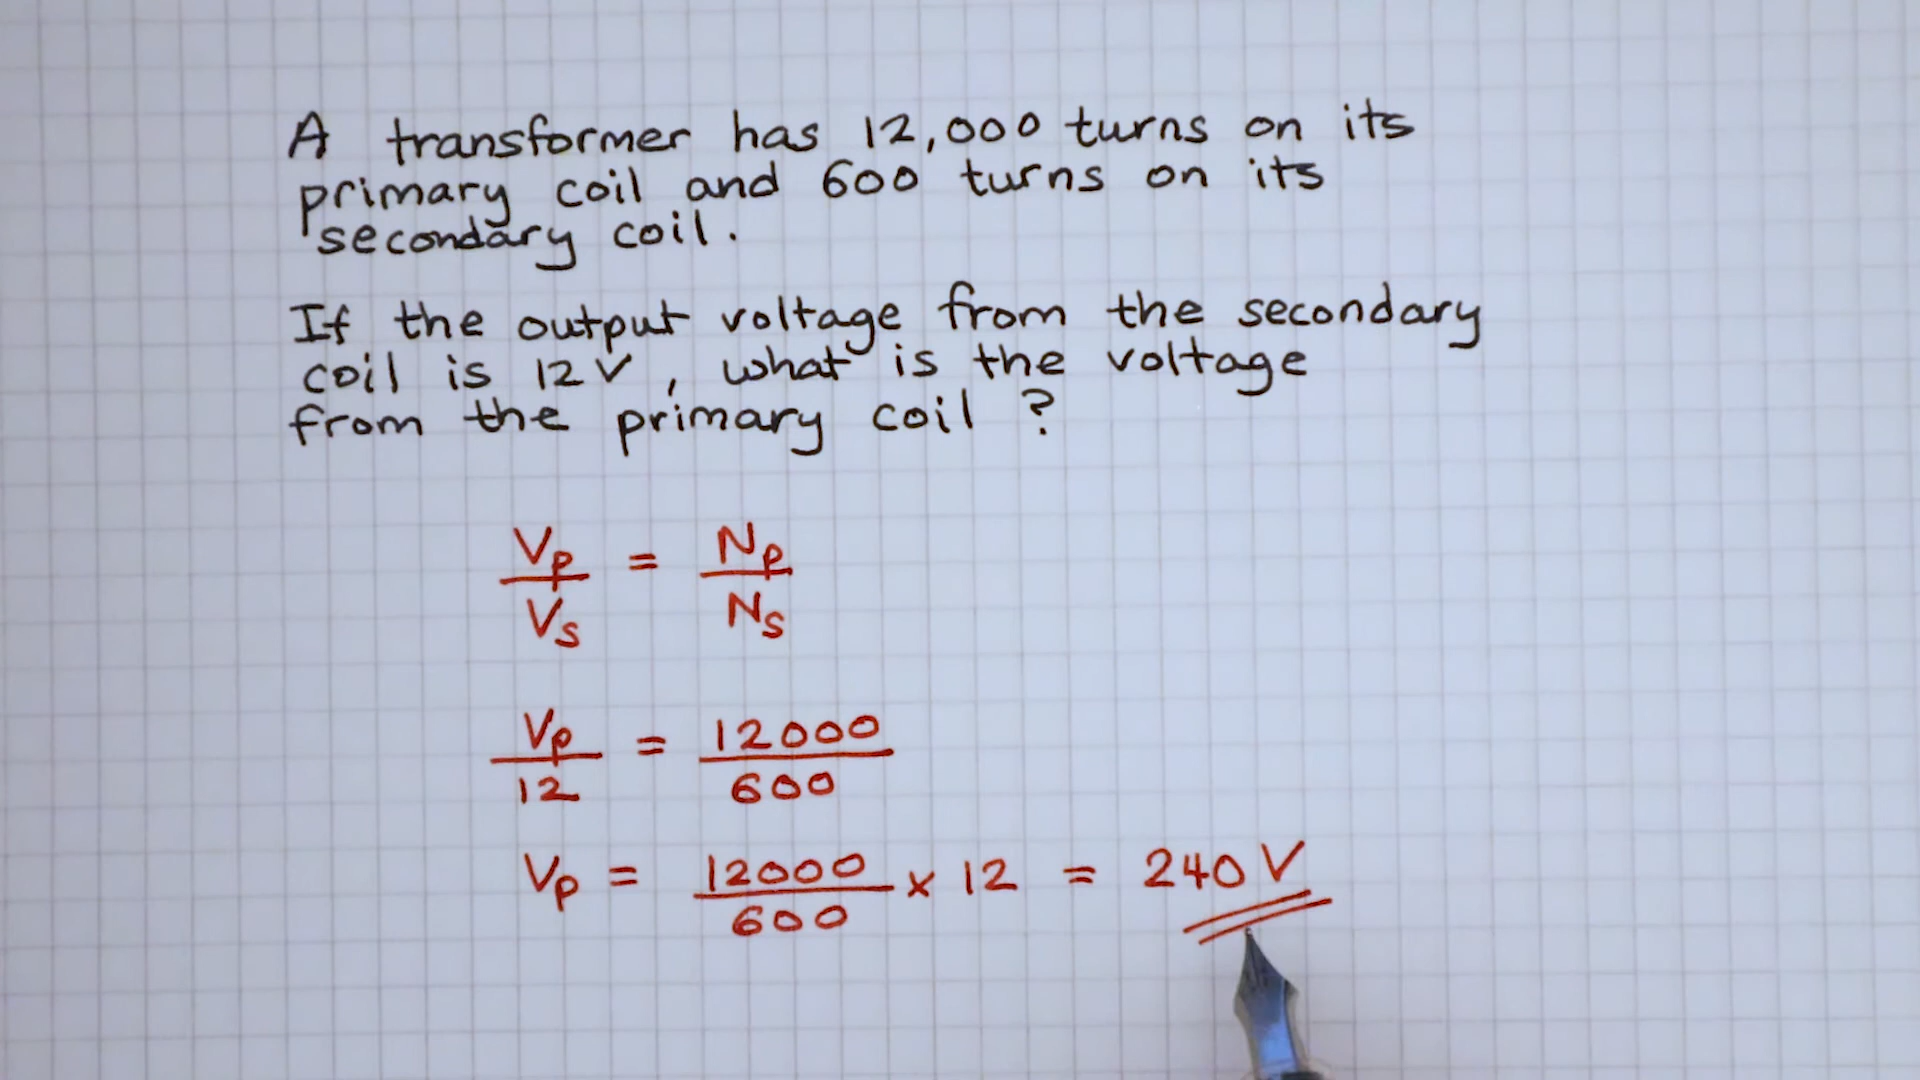 A transformer has 12,000 turns on its
primary coil and 600 turns on its
secondary coil.
If the output voltage from the secondary
coil is 12V, what is the voltage
from the primary coil?
Vp/Vs = Np/Ns
Vp/12 = 12000/600
Vp = 12000/600 x 12 = 240 V